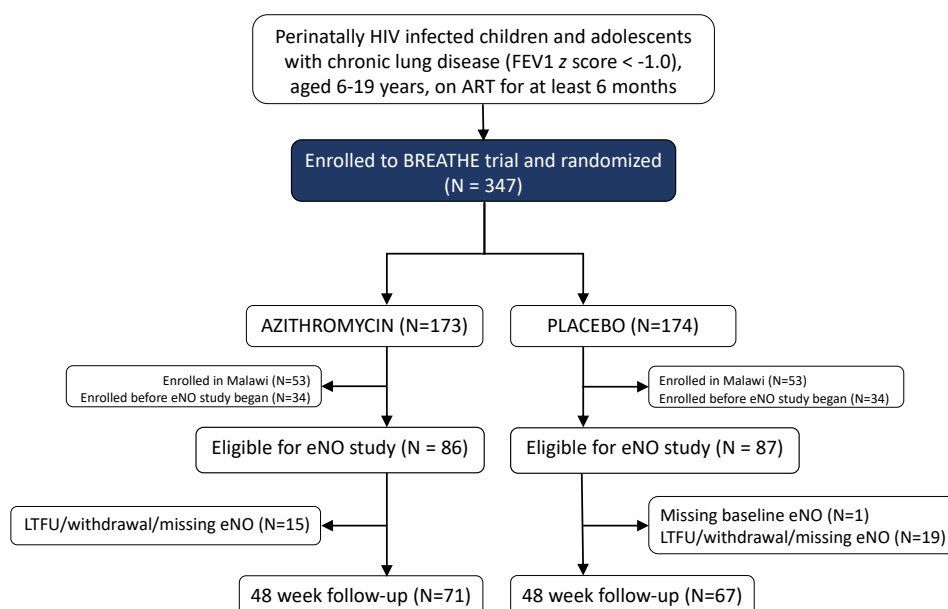 Perinatally HIV infected children and adolescents
with chronic lung disease (FEV1 z score < -1.0),
aged 6-19 years, on ART for at least 6 months
Enrolled to BREATHE trial and randomized
(N = 347)
AZITHROMYCIN (N=173)
PLACEBO (N=174)
Enrolled in Malawi (N=53)
Enrolled before eNO study began (N=34)
Enrolled in Malawi (N=53)
Enrolled before eNO study began (N=34)
Eligible for eNO study (N = 86)
Eligible for eNO study (N = 87)
LTFU/withdrawal/missing eNO (N=15)
Missing baseline eNO (N=1)
LTFU/withdrawal/missing eNO (N=19)
48 week follow-up (N=71)
48 week follow-up (N=67)